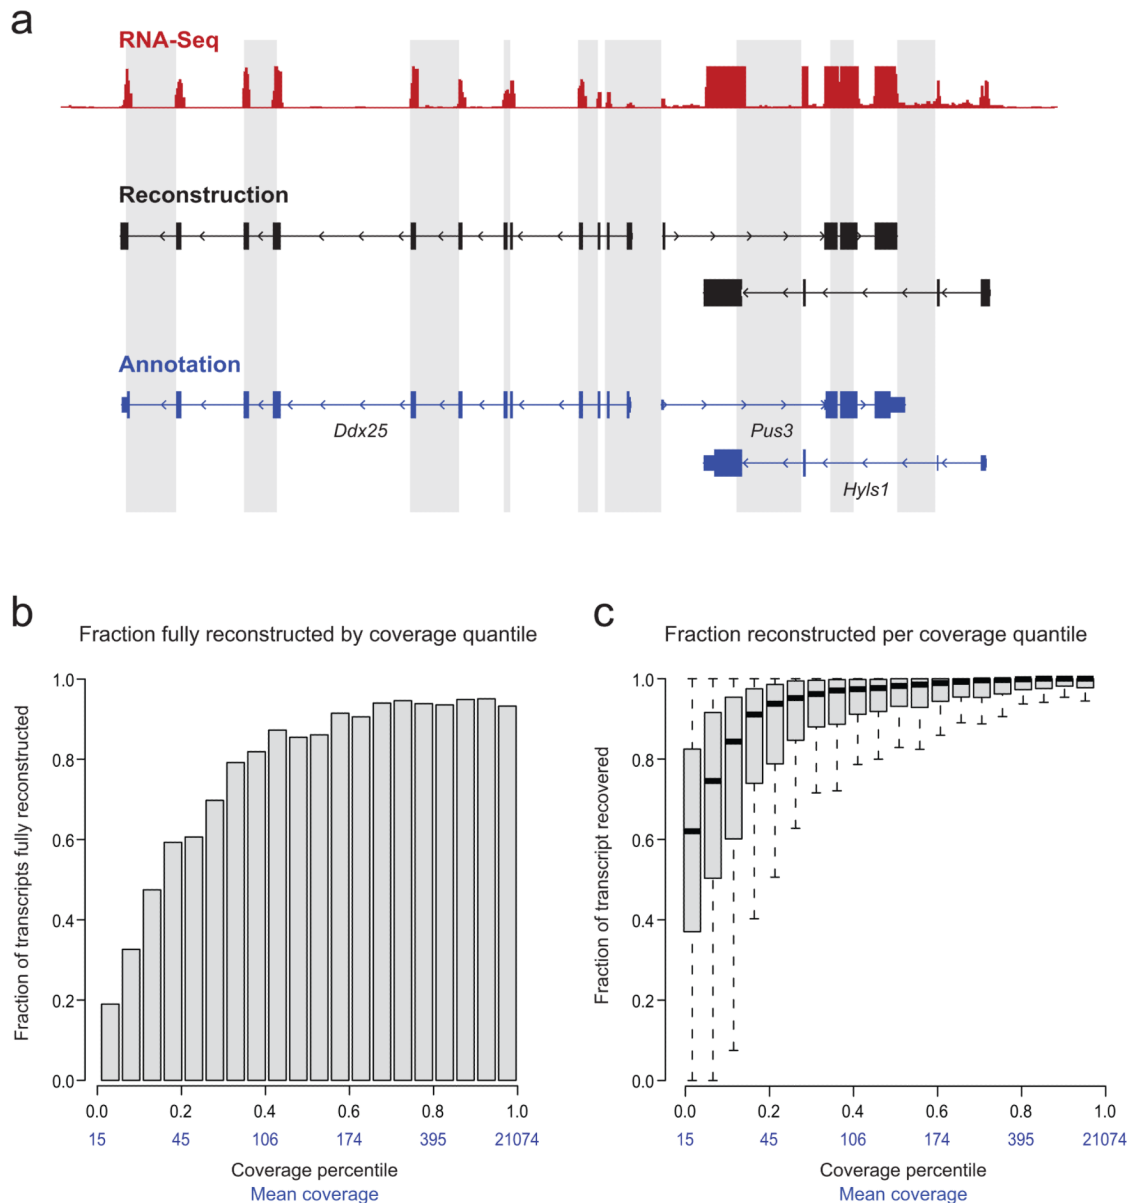 a
RNA-Seq
Reconstruction
Annotation
Ddx25
Pus3
Hyls1
b
Fraction fully reconstructed by coverage quantile
Fraction of transcripts fully reconstructed
1.0
0.8
0.6
0.4
0.2
0.0
0.0 0.2 0.4 0.6 0.8 1.0
15 45 106 174 395 21074
Coverage percentile
Mean coverage
c
Fraction reconstructed per coverage quantile
Fraction of transcript recovered
1.0
0.8
0.6
0.4
0.2
0.0
0.0 0.2 0.4 0.6 0.8 1.0
15 45 106 174 395 21074
Coverage percentile
Mean coverage